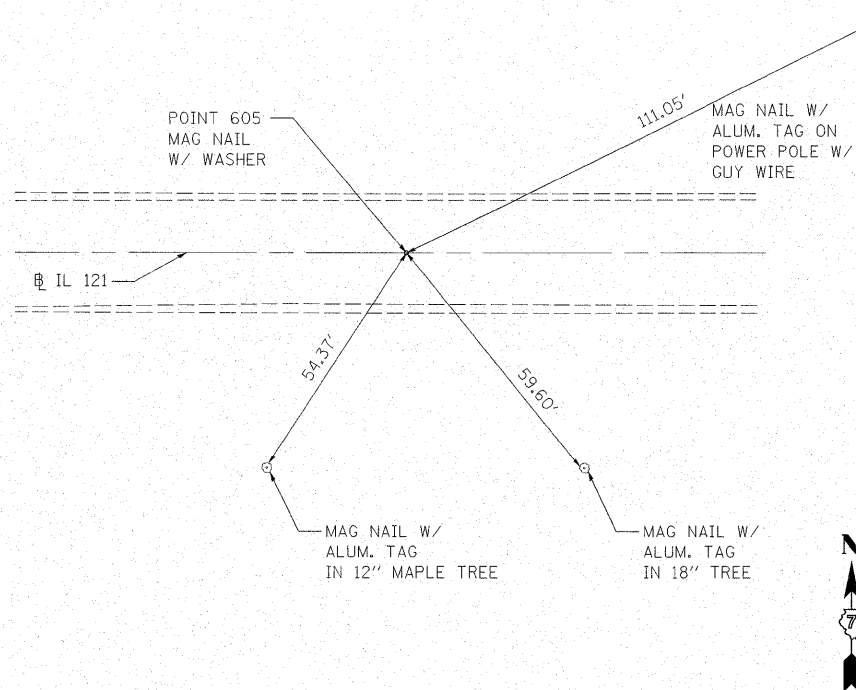 111.05'
POINT 605
MAG NAIL
W/ WASHER
MAG NAIL W/
ALUM. TAG ON
POWER POLE W/
GUY WIRE
℄ IL 121
54.37'
59.60'
MAG NAIL W/
ALUM. TAG
IN 12" MAPLE TREE
MAG NAIL W/
ALUM. TAG
IN 18" TREE
N
7